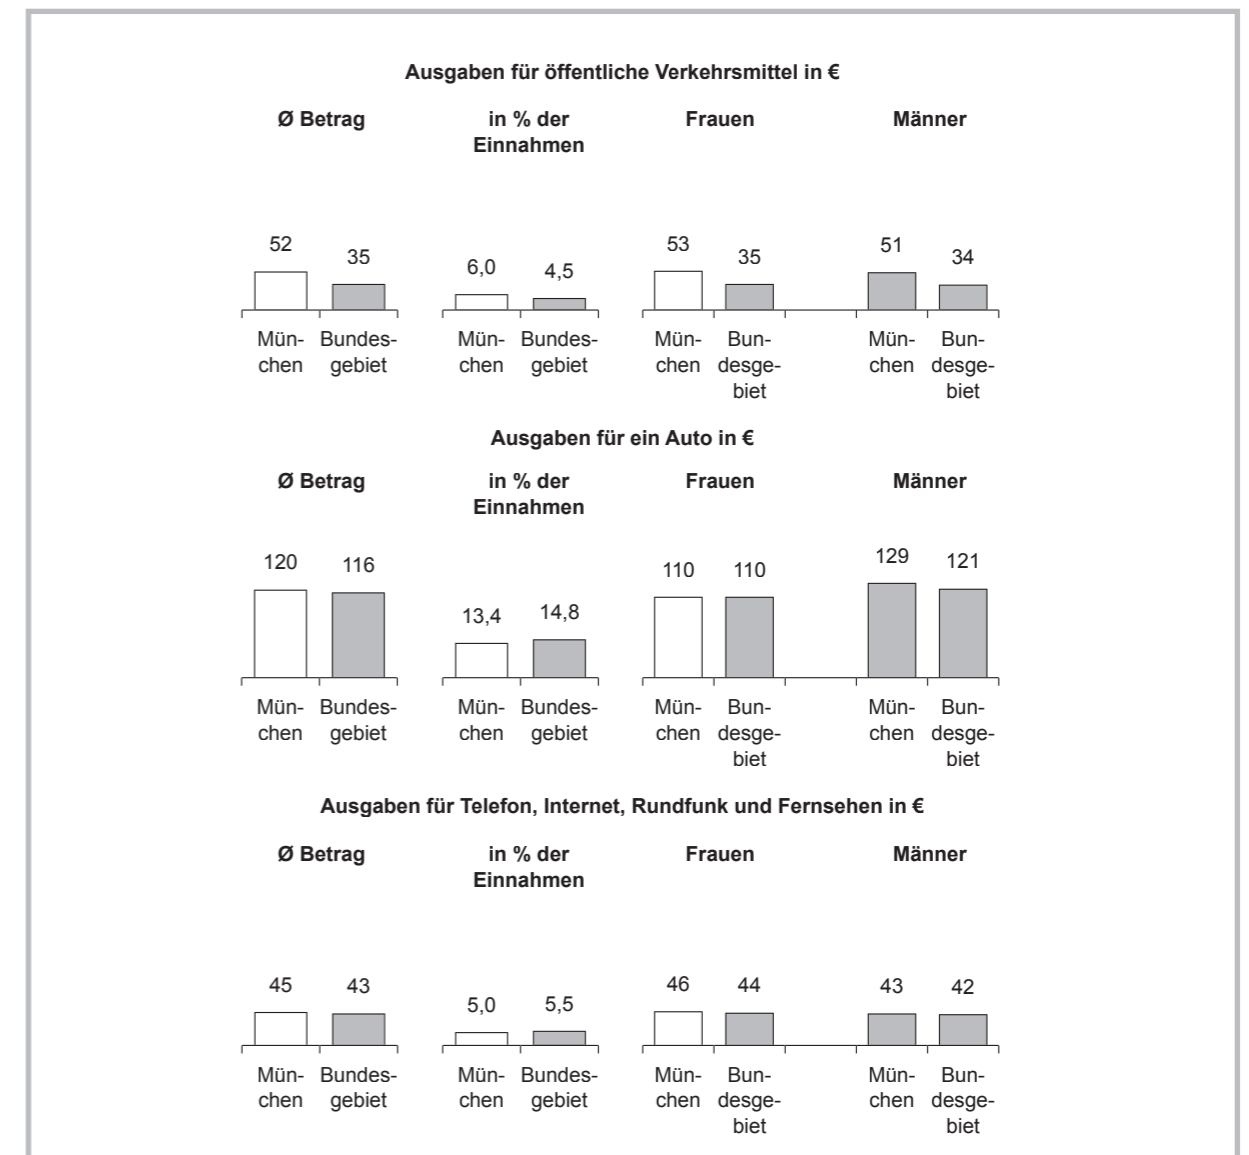 Ausgaben für öffentliche Verkehrsmittel in €
Ø Betrag in % der Frauen Männer
Einnahmen
52 35 6,0 4,5 53 35 51 34
Mün- Bundes- Mün- Bundes- Mün- Bun- Mün- Bun-
chen gebiet chen gebiet chen desge- chen desge-
biet biet
Ausgaben für ein Auto in €
Ø Betrag in % der Frauen Männer
Einnahmen
120 116 13,4 14,8 110 110 129 121
Mün- Bundes- Mün- Bundes- Mün- Bun- Mün- Bun-
chen gebiet chen gebiet chen desge- chen desge-
biet biet
Ausgaben für Telefon, Internet, Rundfunk und Fernsehen in €
Ø Betrag in % der Frauen Männer
Einnahmen
45 43 5,0 5,5 46 44 43 42
Mün- Bundes- Mün- Bundes- Mün- Bun- Mün- Bun-
chen gebiet chen gebiet chen desge- chen desge-
biet biet